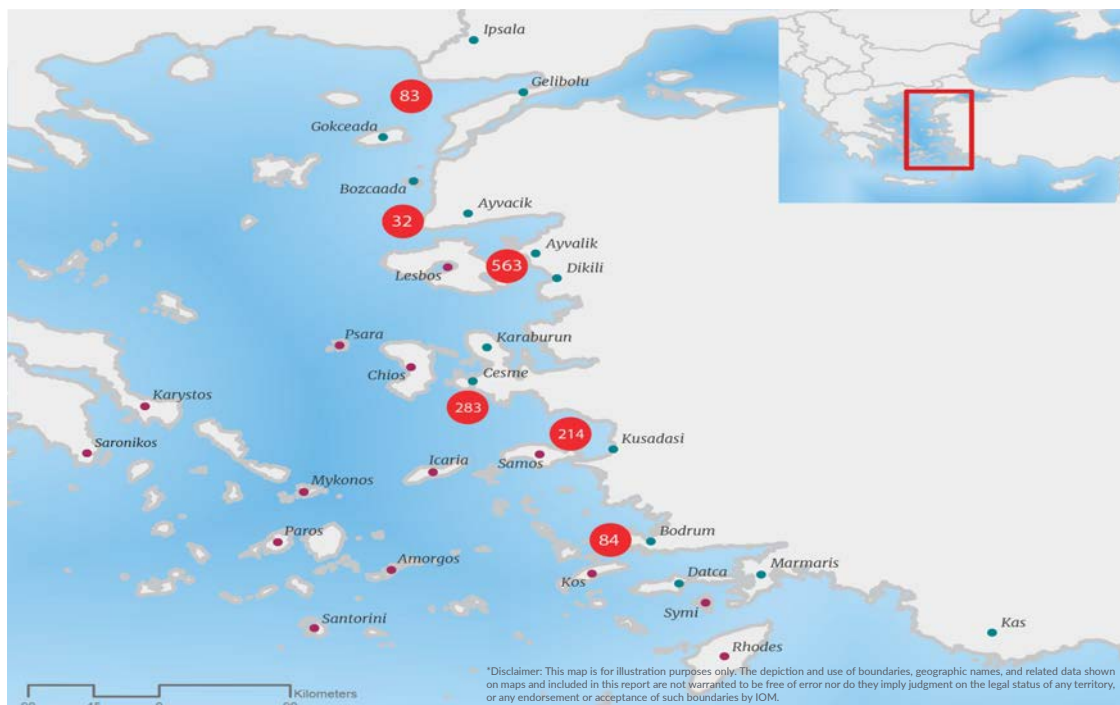 Ipsala
Gelibolu
83
Gokceada
Bozcaada
Ayvacik
32
Ayvalik
563
Lesbos
Dikili
Psara
Karaburun
Chios
Cesme
Karystos
283
214
Saronikos
Kusadasi
Icaria
Samos
Mykonos
Paros
84
Bodrum
Amorgos
Kos
Datca
Marmaris
Symi
Santorini
Kas
Rhodes
*Disclaimer: This map is for illustration purposes only. The depiction and use of boundaries, geographic names, and related data shown
on maps and included in this report are not warranted to be free of error nor do they imply judgment on the legal status of any territory,
or any endorsement or acceptance of such boundaries by IOM.
Kilometers